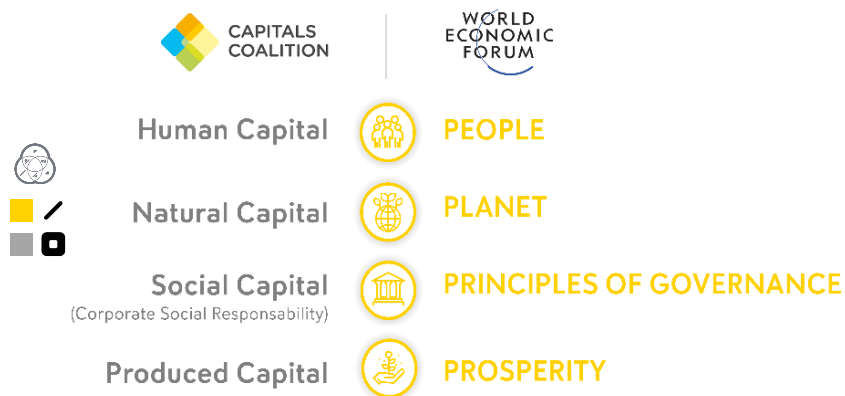 CAPITALS
COALITION
WORLD
ECONOMIC
FORUM
Human Capital
PEOPLE
Natural Capital
PLANET
Social Capital
(Corporate Social Responsability)
PRINCIPLES OF GOVERNANCE
Produced Capital
PROSPERITY